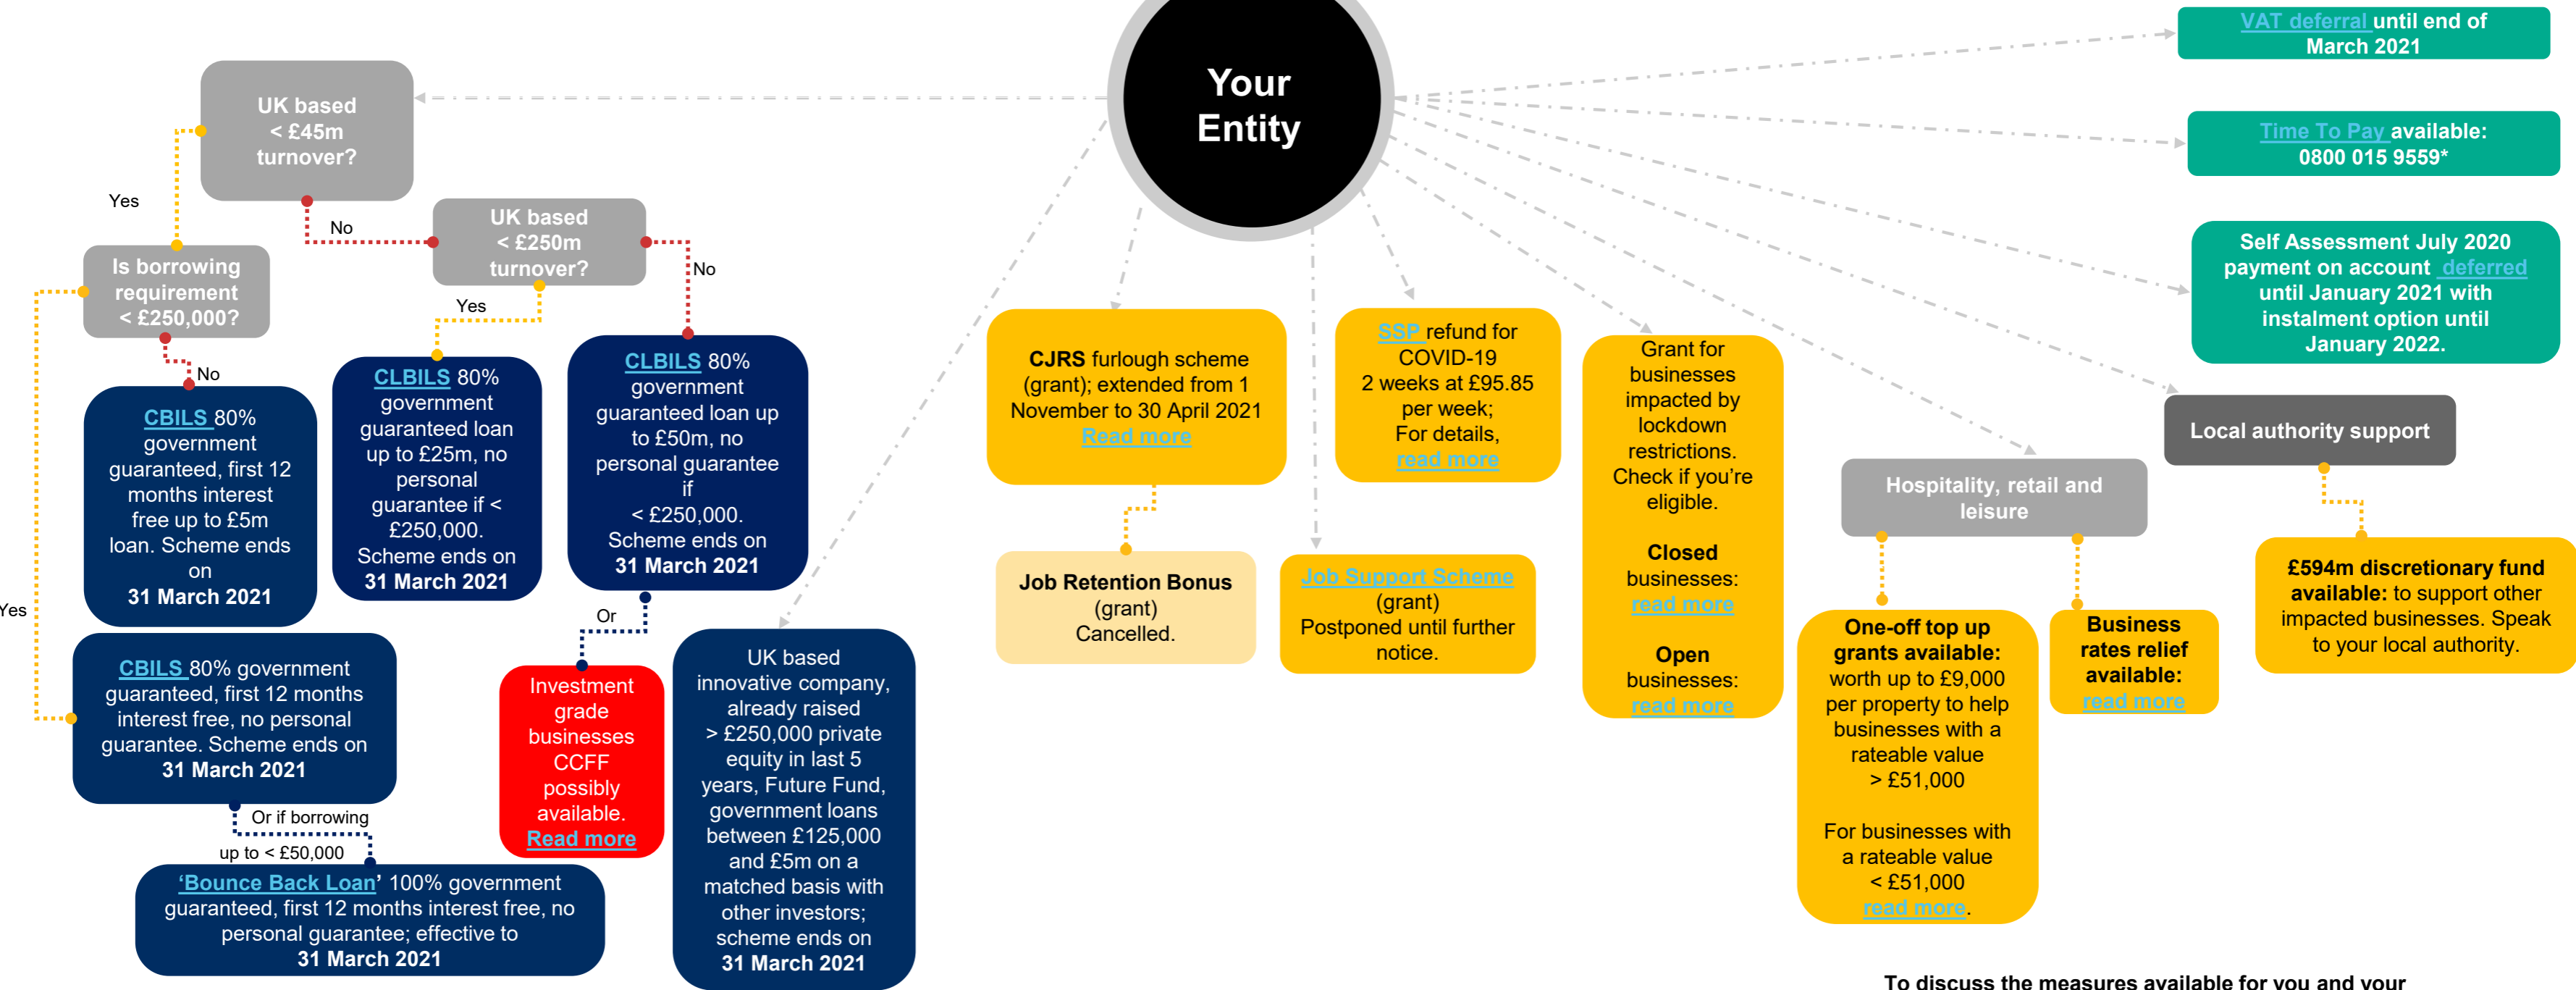 Your
Entity
VAT deferral until end of
March 2021
Time To Pay available:
0800 015 9559*
Self Assessment July 2020
payment on account deferred
until January 2021 with
instalment option until
January 2022.
Local authority support
£594m discretionary fund
available: to support other
impacted businesses. Speak
to your local authority.
Hospitality, retail and
leisure
One-off top up
grants available:
worth up to £9,000
per property to help
businesses with a
rateable value
> £51,000
For businesses with
a rateable value
< £51,000
read more.
Business
rates relief
available:
read more
Grant for
businesses
impacted by
lockdown
restrictions.
Check if you're
eligible.
Closed
businesses:
read more
Open
businesses:
read more
SSP refund for
COVID-19
2 weeks at £95.85
per week;
For details,
read more
Job Support Scheme
(grant)
Postponed until further
notice.
CJRS furlough scheme
(grant); extended from 1
November to 30 April 2021
Read more
Job Retention Bonus
(grant)
Cancelled.
UK based
< £45m
turnover?
Yes
No
UK based
< £250m
turnover?
Yes
No
Is borrowing
requirement
< £250,000?
No
Yes
CBILS 80%
government
guaranteed, first 12
months interest
free up to £5m
loan. Scheme ends
on
31 March 2021
CLBILS 80%
government
guaranteed loan
up to £25m, no
personal
guarantee if <
£250,000.
Scheme ends on
31 March 2021
CLBILS 80%
government
guaranteed loan up
to £50m, no
personal guarantee
if
< £250,000.
Scheme ends on
31 March 2021
Or
Investment
grade
businesses
CCFF
possibly
available.
Read more
UK based
innovative company,
already raised
> £250,000 private
equity in last 5
years, Future Fund,
government loans
between £125,000
and £5m on a
matched basis with
other investors;
scheme ends on
31 March 2021
CBILS 80% government
guaranteed, first 12 months
interest free, no personal
guarantee. Scheme ends on
31 March 2021
Or if borrowing
up to < £50,000
'Bounce Back Loan' 100% government
guaranteed, first 12 months interest free, no
personal guarantee; effective to
31 March 2021
To discuss the measures available for you and your